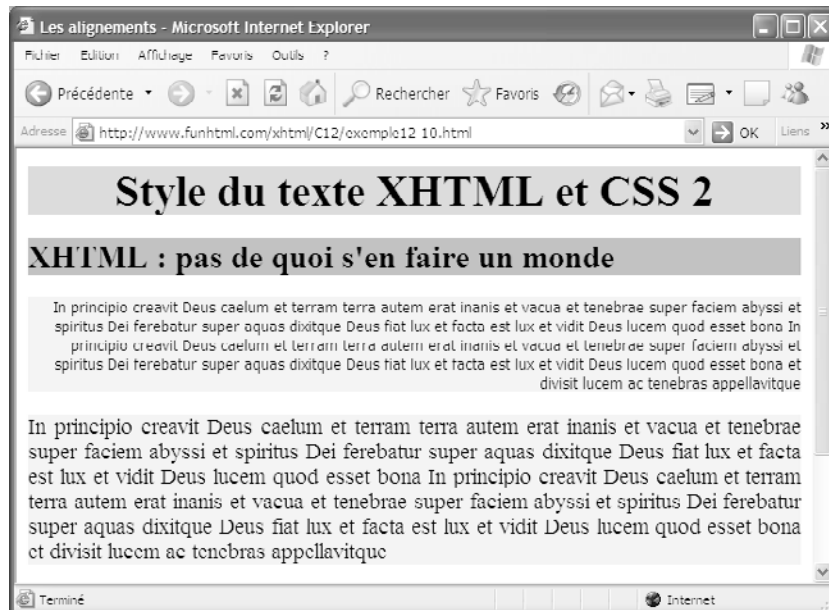 Les alignements - Microsoft Internet Explorer
Fichier Edition Affichage Favoris Outils ?
Précédente Rechercher Favoris
Adresse http://www.funhtml.com/xhtml/C12/exemple12 10.html OK Liens »
Style du texte XHTML et CSS 2
XHTML : pas de quoi s'en faire un monde
In principio creavit Deus caelum et terram terra autem erat inanis et vacua et tenebrae super faciem abyssi et
spiritus Dei ferebatur super aquas dixitque Deus fiat lux et facta est lux et vidit Deus lucem quod esset bona In
principio creavit Deus caelum et terram terra autem erat inanis et vacua et tenebrae super faciem abyssi et
spiritus Dei ferebatur super aquas dixitque Deus fiat lux et facta est lux et vidit Deus lucem quod esset bona et
divisit lucem ac tenebras appellavitque
In principio creavit Deus caelum et terram terra autem erat inanis et vacua et tenebrae
super faciem abyssi et spiritus Dei ferebatur super aquas dixitque Deus fiat lux et facta
est lux et vidit Deus lucem quod esset bona In principio creavit Deus caelum et terram
terra autem erat inanis et vacua et tenebrae super faciem abyssi et spiritus Dei ferebatur
super aquas dixitque Deus fiat lux et facta est lux et vidit Deus lucem quod esset bona
et divisit lucem ac tenebras appellavitque
Terminé Internet